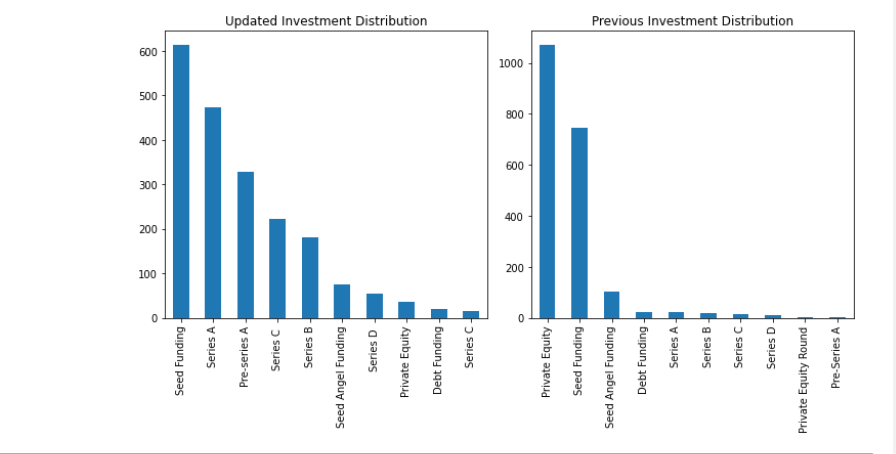 Updated Investment Distribution
600
500
400
300
200
100
0
Seed Funding
Series A
Pre-series A
Series C
Series B
Seed Angel Funding
Series D
Private Equity
Debt Funding
Series C
Previous Investment Distribution
1000
800
600
400
200
0
Private Equity
Seed Funding
Seed Angel Funding
Debt Funding
Series A
Series B
Series C
Series D
Private Equity Round
Pre-Series A